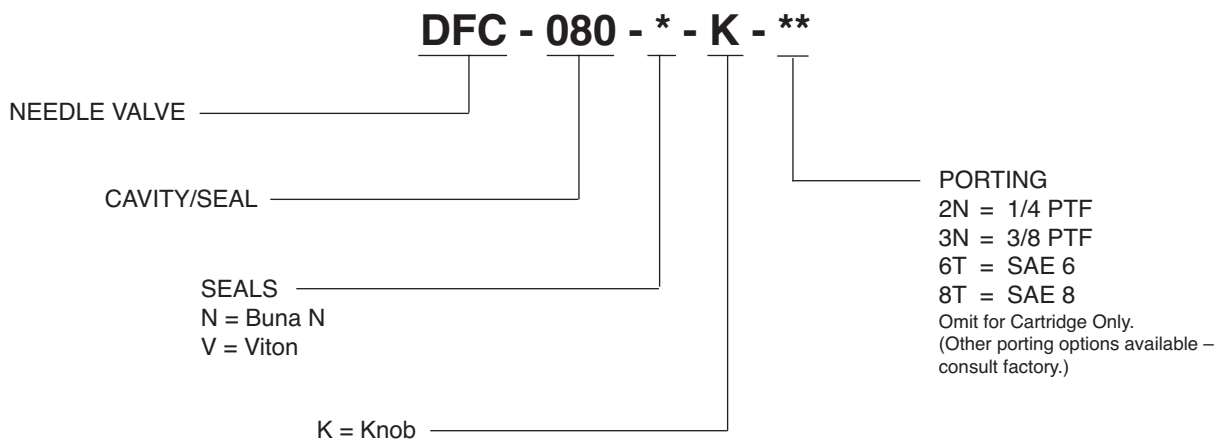 DFC - 080 - * - K - **
NEEDLE VALVE
CAVITY/SEAL
SEALS
N = Buna N
V = Viton
K = Knob
PORTING
2N = 1/4 PTF
3N = 3/8 PTF
6T = SAE 6
8T = SAE 8
Omit for Cartridge Only.
(Other porting options available –
consult factory.)